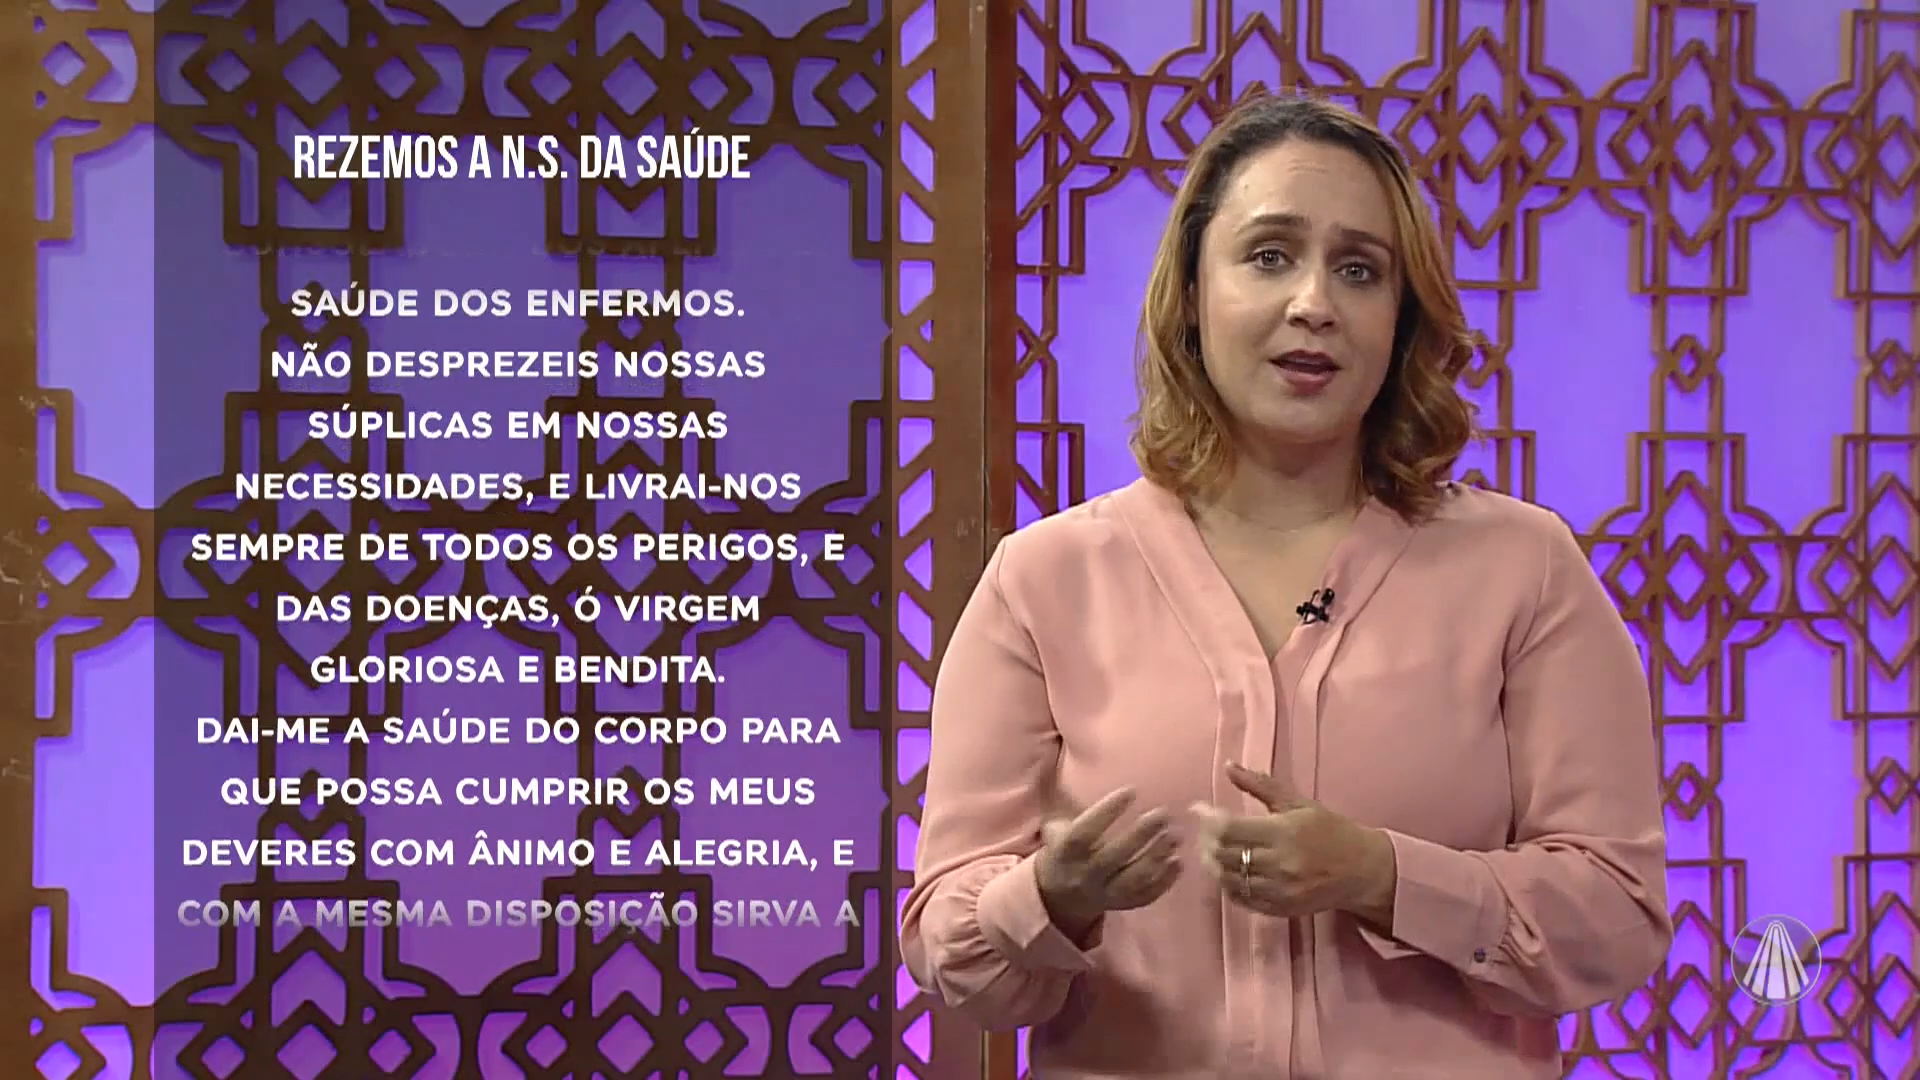 REZEMOS A N.S. DA SAÚDE
SAÚDE DOS ENFERMOS.
NÃO DESPREZEIS NOSSAS
SÚPLICAS EM NOSSAS
NECESSIDADES, E LIVRAI-NOS
SEMPRE DE TODOS OS PERIGOS, E
DAS DOENÇAS, Ó VIRGEM
GLORIOSA E BENDITA.
DAI-ME A SAÚDE DO CORPO PARA
QUE POSSA CUMPRIR OS MEUS
DEVERES COM ÂNIMO E ALEGRIA, E
COM A MESMA DISPOSIÇÃO SIRVA A